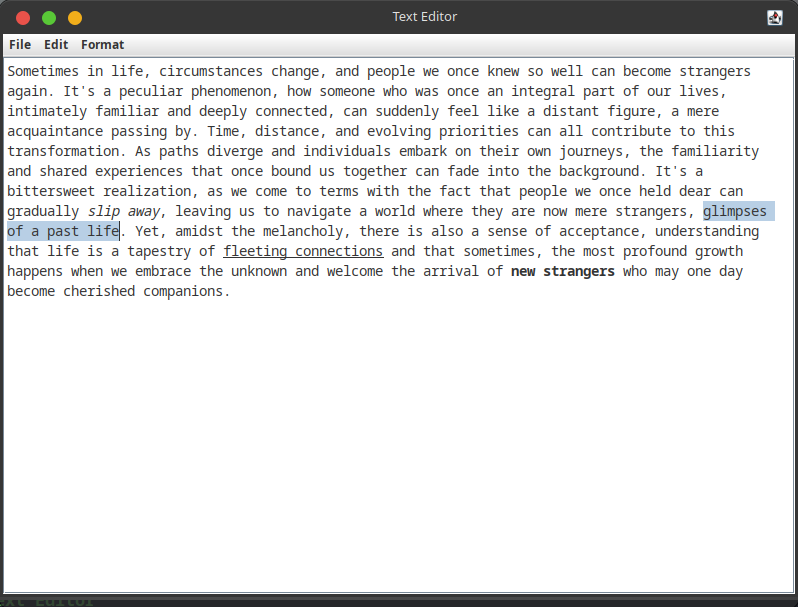 Text Editor
File Edit Format
Sometimes in life, circumstances change, and people we once knew so well can become strangers
again. It's a peculiar phenomenon, how someone who was once an integral part of our lives,
intimately familiar and deeply connected, can suddenly feel like a distant figure, a mere
acquaintance passing by. Time, distance, and evolving priorities can all contribute to this
transformation. As paths diverge and individuals embark on their own journeys, the familiarity
and shared experiences that once bound us together can fade into the background. It's a
bittersweet realization, as we come to terms with the fact that people we once held dear can
gradually slip away, leaving us to navigate a world where they are now mere strangers, glimpses
of a past life. Yet, amidst the melancholy, there is also a sense of acceptance, understanding
that life is a tapestry of fleeting connections and that sometimes, the most profound growth
happens when we embrace the unknown and welcome the arrival of new strangers who may one day
become cherished companions.
Editor